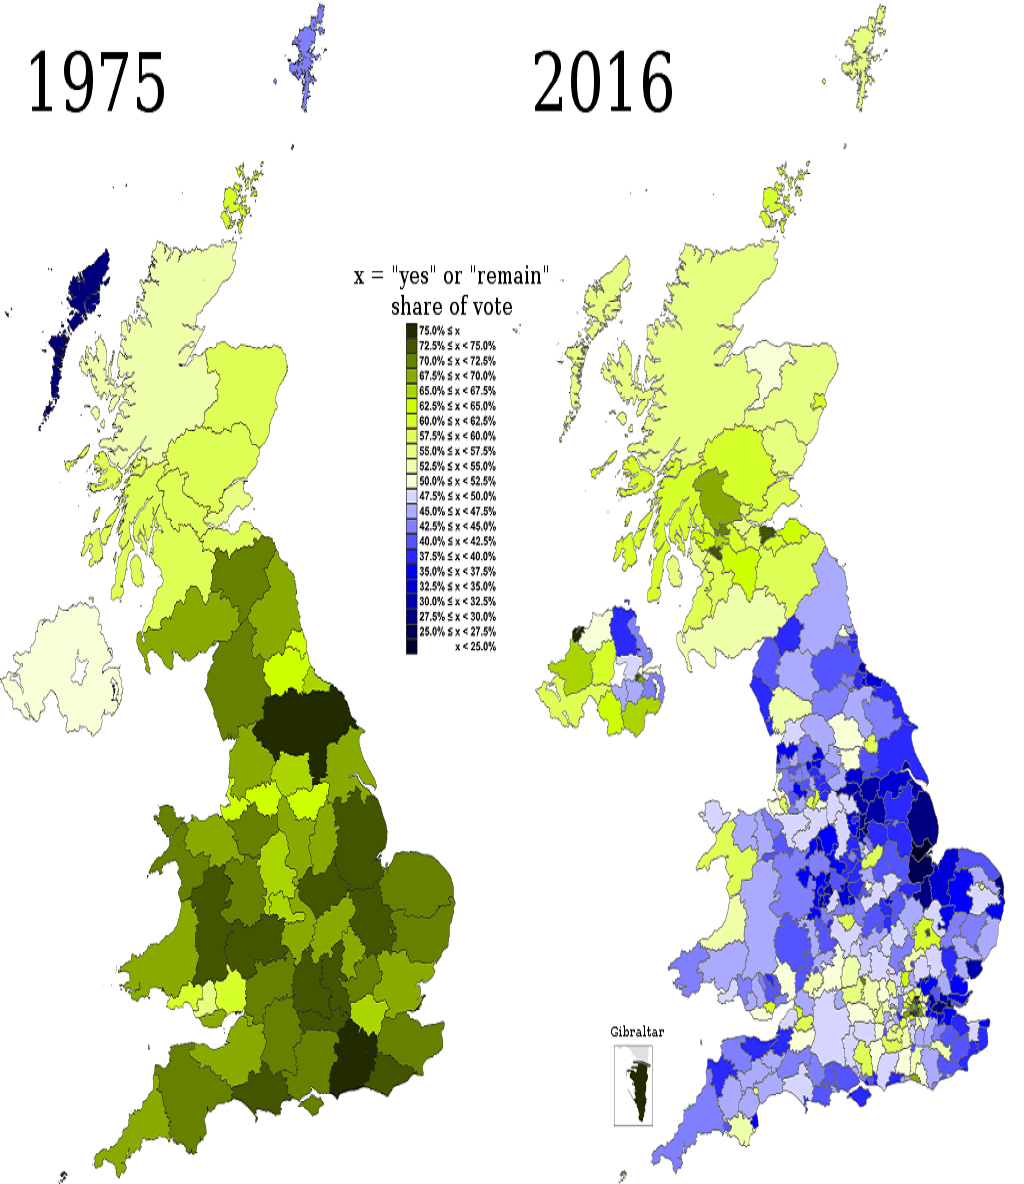 1975
2016
x = "yes" or "remain"
share of vote
75.0% ≤ x
72.5% ≤ x < 75.0%
70.0% ≤ x < 72.5%
67.5% ≤ x < 70.0%
65.0% ≤ x < 67.5%
62.5% ≤ x < 65.0%
60.0% ≤ x < 62.5%
57.5% ≤ x < 60.0%
55.0% ≤ x < 57.5%
52.5% ≤ x < 55.0%
50.0% ≤ x < 52.5%
47.5% ≤ x < 50.0%
45.0% ≤ x < 47.5%
42.5% ≤ x < 45.0%
40.0% ≤ x < 42.5%
37.5% ≤ x < 40.0%
35.0% ≤ x < 37.5%
32.5% ≤ x < 35.0%
30.0% ≤ x < 32.5%
27.5% ≤ x < 30.0%
25.0% ≤ x < 27.5%
x < 25.0%
Gibraltar